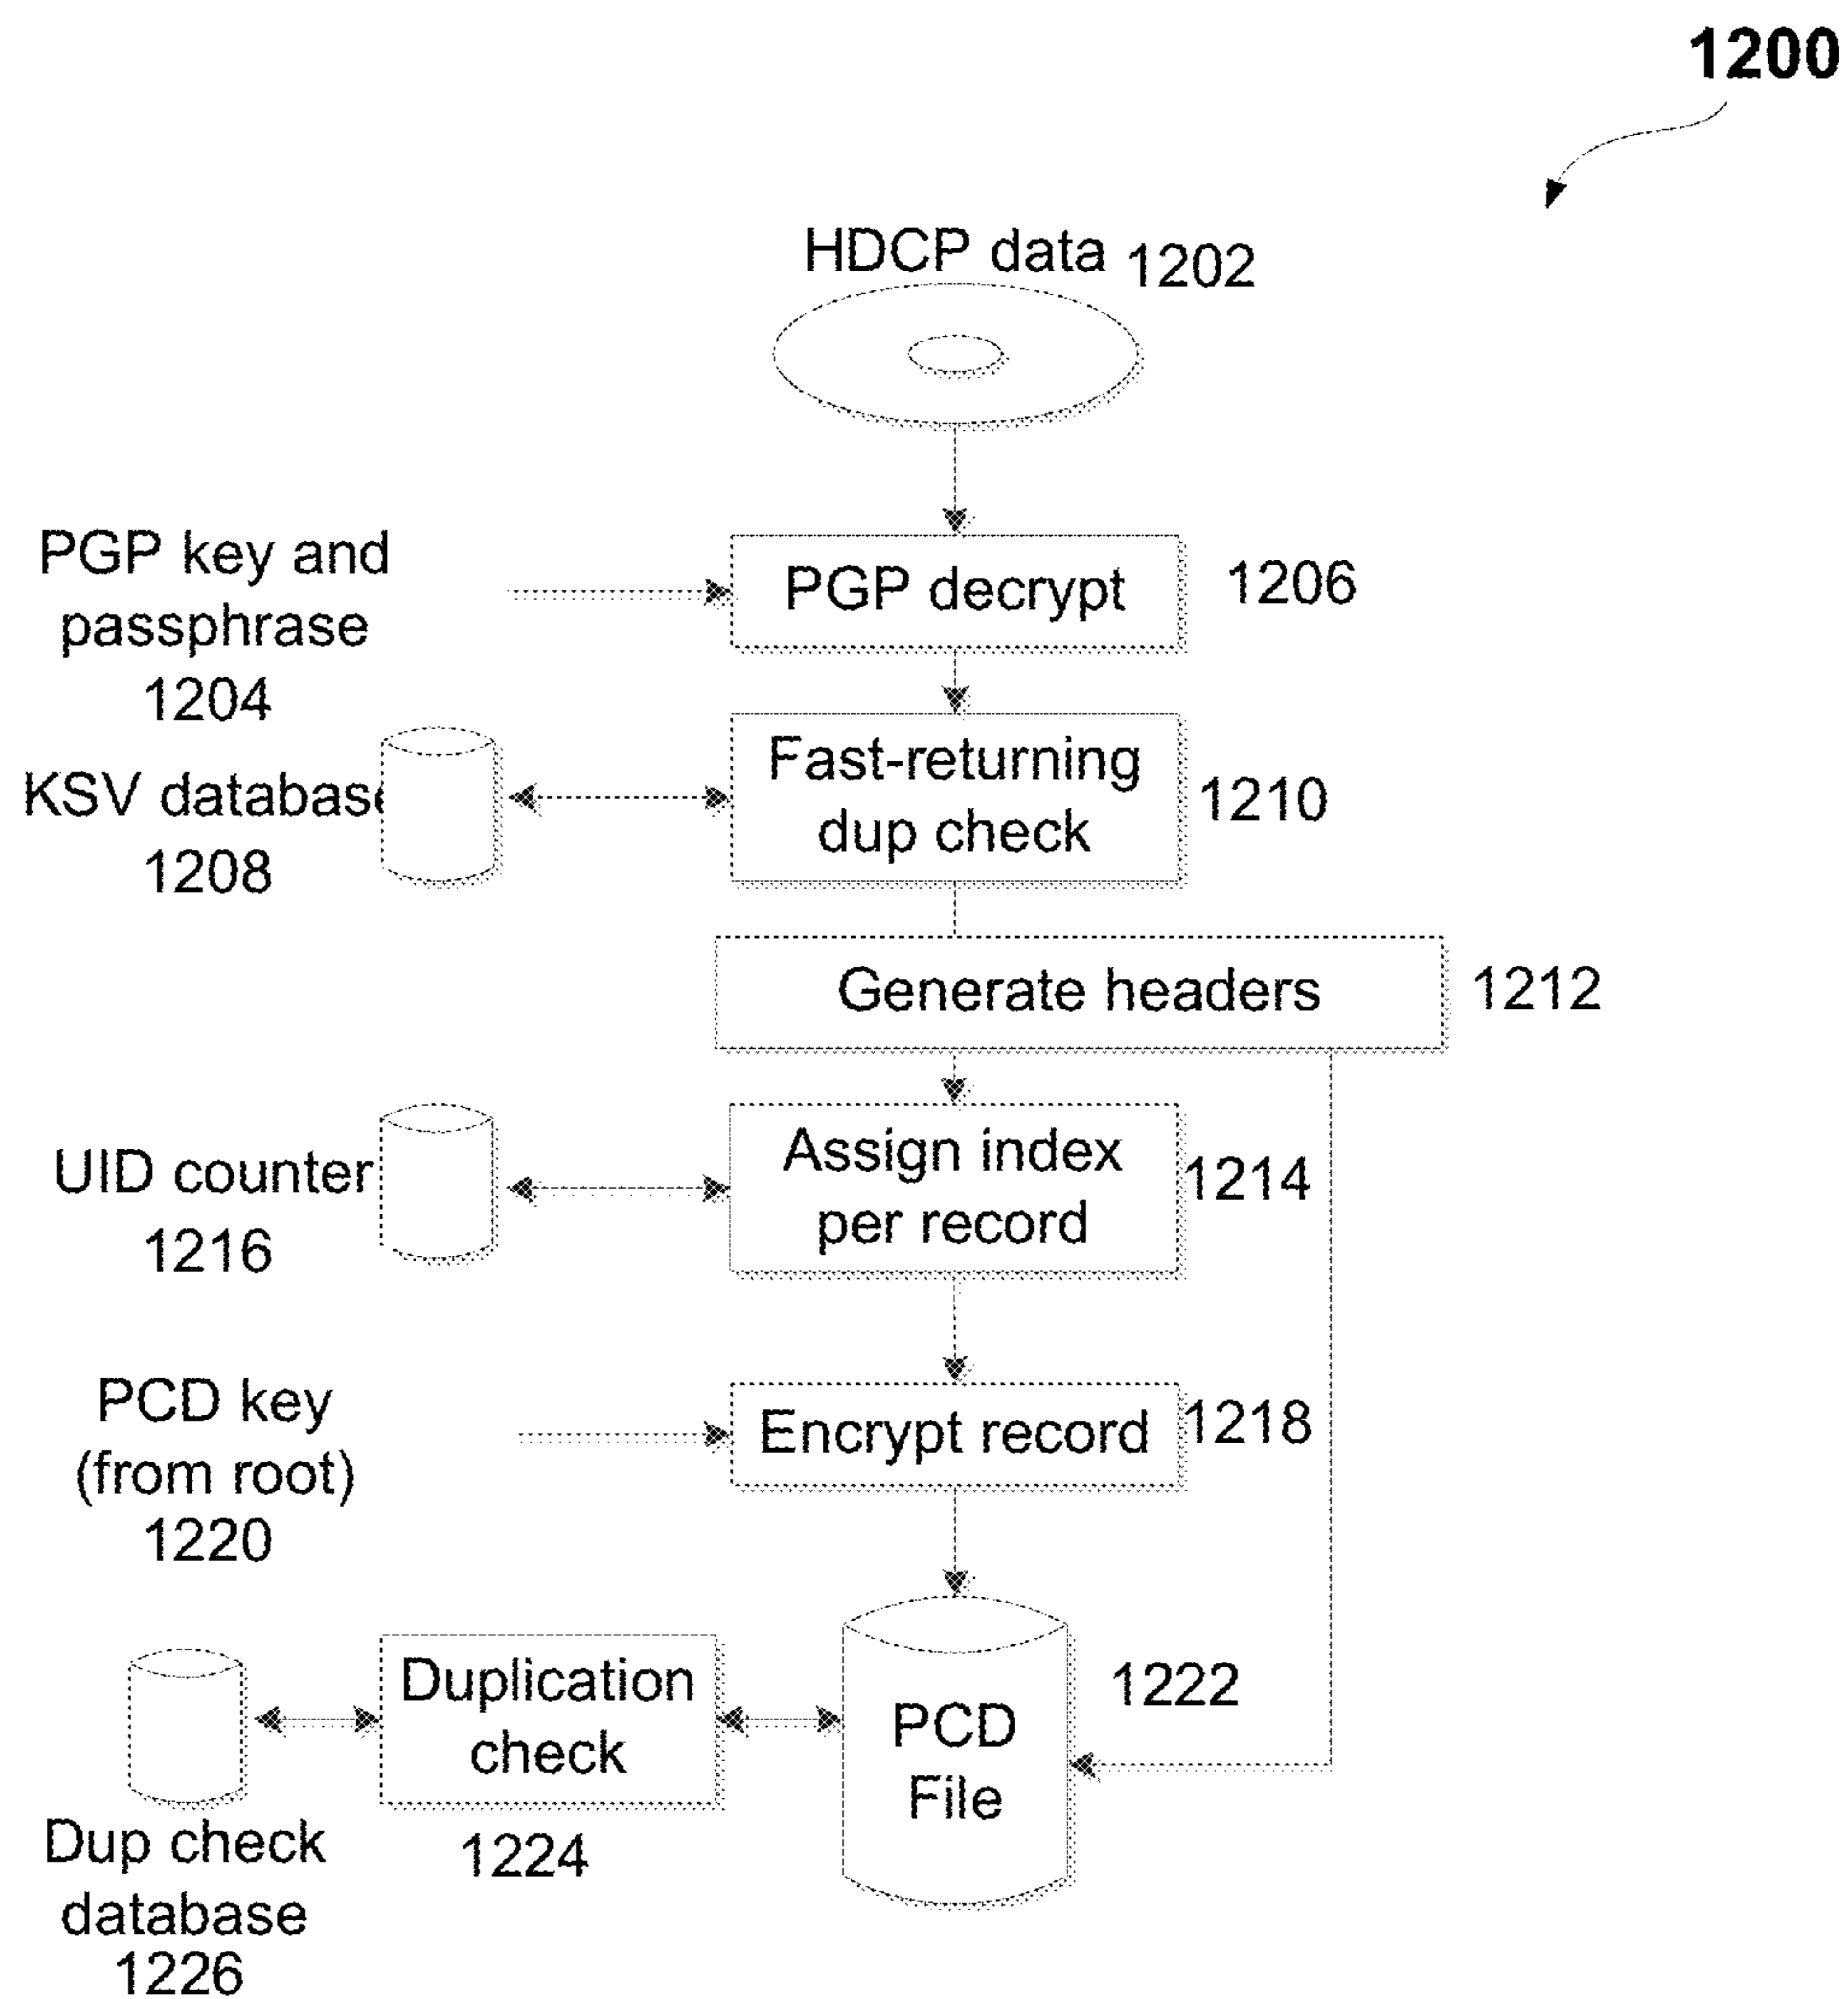 1200
HDCP data 1202
PGP key and
passphrase
1204
PGP decrypt
1206
KSV database
1208
Fast-returning
dup check
1210
Generate headers
1212
UID counter
1216
Assign index
per record
1214
PCD key
(from root)
1220
Encrypt record
1218
Dup check
database
1226
Duplication
check
1224
PCD
File
1222